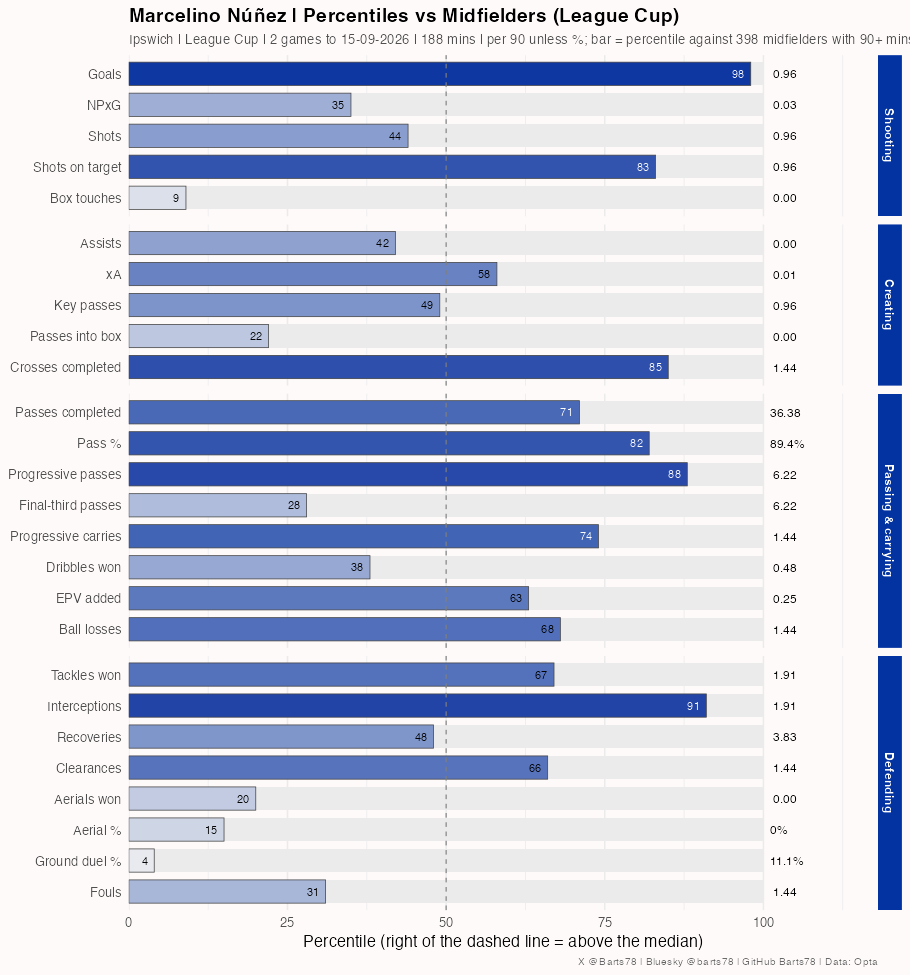 Marcelino Núñez | Percentiles vs Midfielders (League Cup)
Ipswich | League Cup | 2 games to 15-09-2026 | 188 mins | per 90 unless %; bar = percentile against 398 midfielders with 90+ mins
Goals 98 0.96
NPxG 35 0.03
Shots 44 0.96
Shots on target 83 0.96
Box touches 9 0.00
Shooting
Assists 42 0.00
xA 58 0.01
Key passes 49 0.96
Passes into box 22 0.00
Crosses completed 85 1.44
Creating
Passes completed 71 36.38
Pass % 82 89.4%
Progressive passes 88 6.22
Final-third passes 28 6.22
Progressive carries 74 1.44
Dribbles won 38 0.48
EPV added 63 0.25
Ball losses 68 1.44
Passing & carrying
Tackles won 67 1.91
Interceptions 91 1.91
Recoveries 48 3.83
Clearances 66 1.44
Aerials won 20 0.00
Aerial % 15 0%
Ground duel % 4 11.1%
Fouls 31 1.44
Defending
0 25 50 75 100
Percentile (right of the dashed line = above the median)
X @Barts78 | Bluesky @barts78 | GitHub Barts78 | Data: Opta